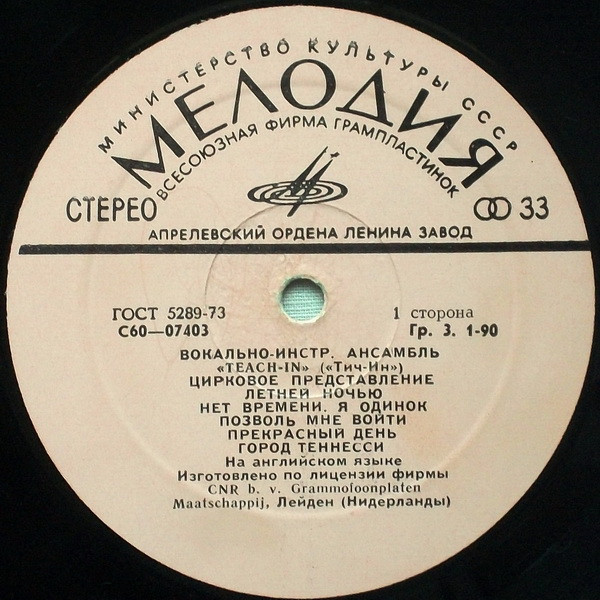 МИНИСТЕРСТВО КУЛЬТУРЫ СССР
МЕЛОДИЯ
ВСЕСОЮЗНАЯ ФИРМА ГРАМПЛАСТИНОК
СТЕРЕО 33
АПРЕЛЕВСКИЙ ОРДЕНА ЛЕНИНА ЗАВОД
ГОСТ 5289-73 1 сторона
С60—07403 Гр. 3. 1-90
ВОКАЛЬНО-ИНСТР. АНСАМБЛЬ
«TEACH-IN» («Тич-Ин»)
ЦИРКОВОЕ ПРЕДСТАВЛЕНИЕ
ЛЕТНЕЙ НОЧЬЮ
НЕТ ВРЕМЕНИ. Я ОДИНОК
ПОЗВОЛЬ МНЕ ВОЙТИ
ПРЕКРАСНЫЙ ДЕНЬ
ГОРОД ТЕННЕССИ
На английском языке
Изготовлено по лицензии фирмы
CNR b. v. Grammofoonplaten
Maatschappij, Лейден (Нидерланды)